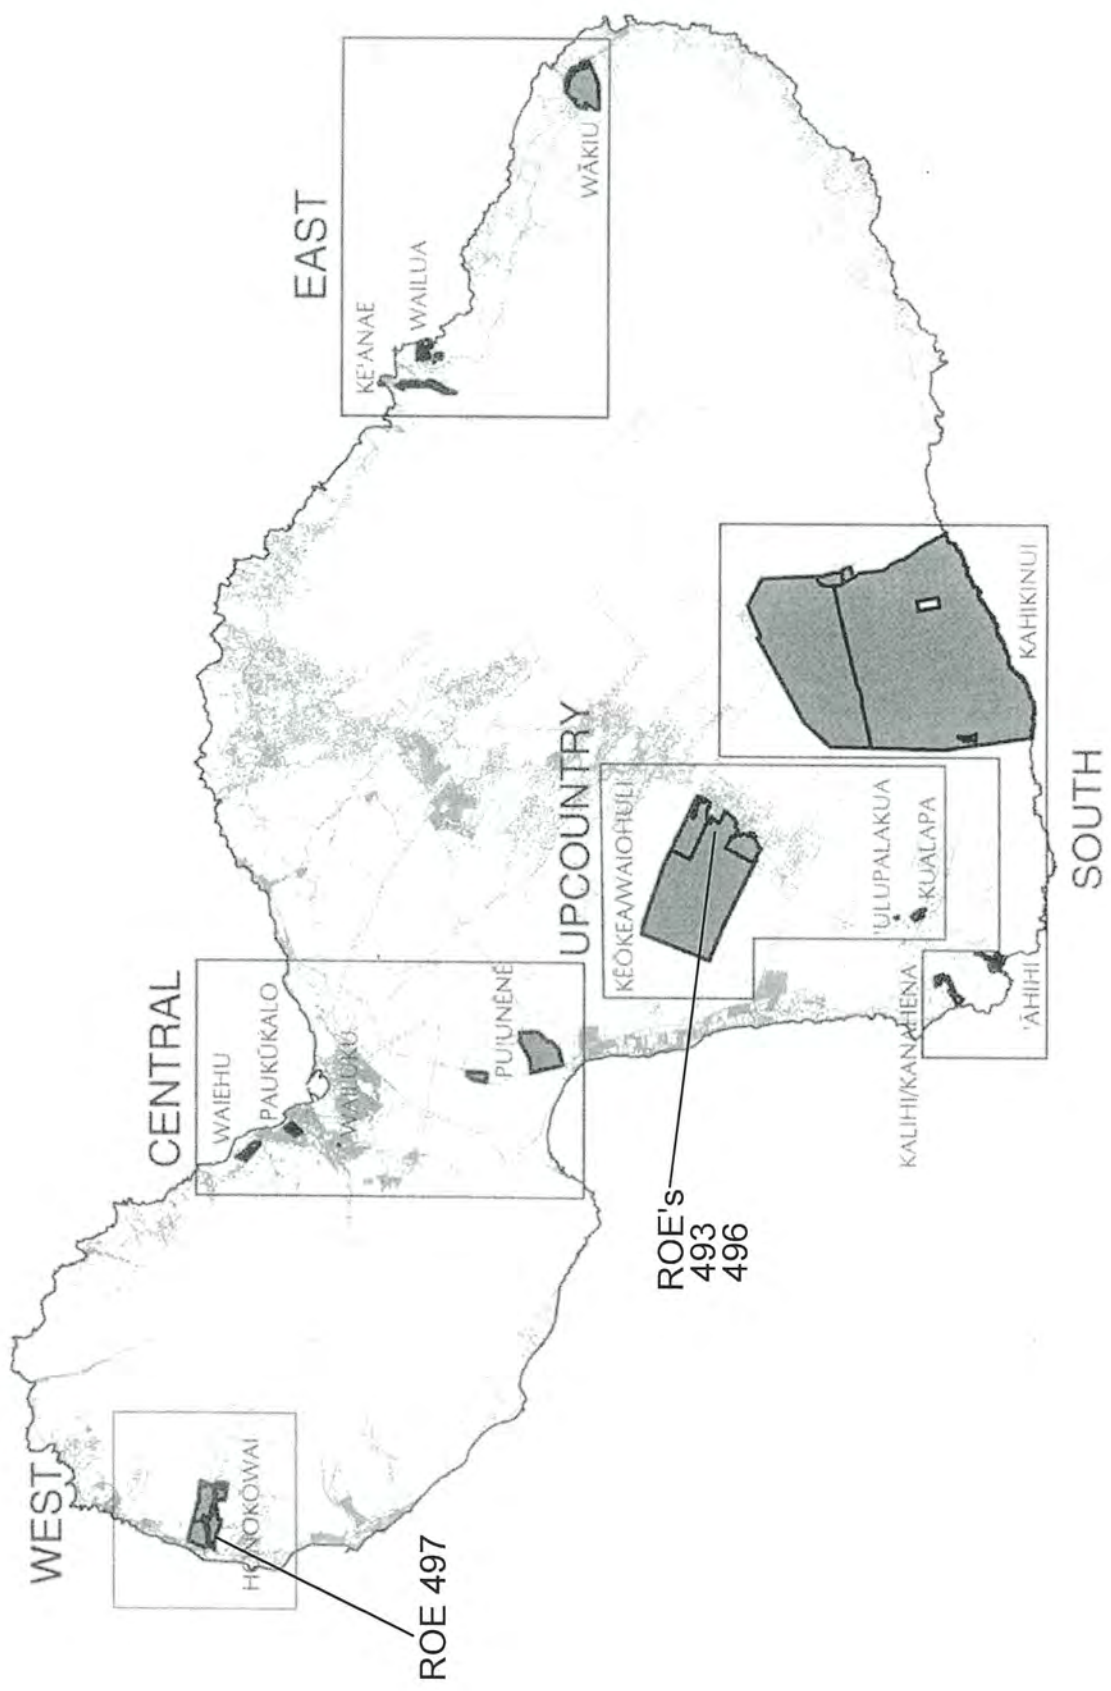 WEST
HONOKŌWAI
ROE 497
CENTRAL
WAIEHU
PAUKŪKALO
WAILUKU
PU'UNĒNĒ
UPCOUNTRY
KĒŌKEA/WAIOHULI
'ULUPALAKUA
KUALAPA
ROE's
493
496
EAST
KE'ANAE
WAILUA
WĀKIU
SOUTH
KALIHI/KANAHENA
'ĀHIHI
KAHIKINUI